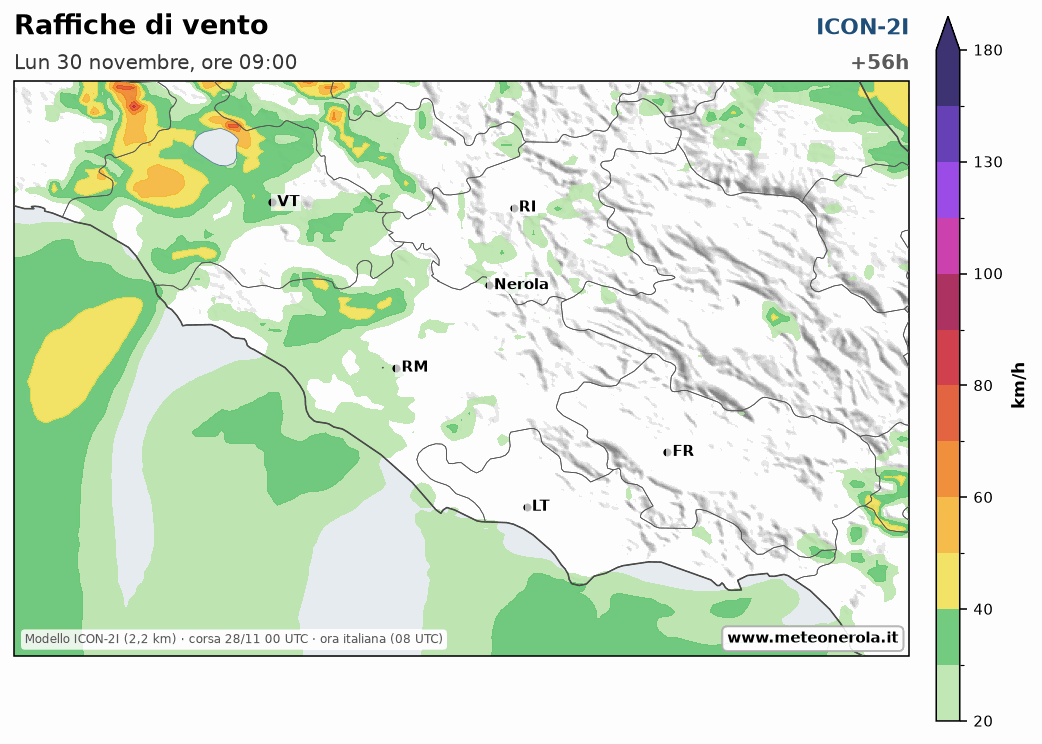 Raffiche di vento
ICON-2I
Lun 30 novembre, ore 09:00
+56h
VT
RI
Nerola
RM
FR
LT
Modello ICON-2I (2,2 km) · corsa 28/11 00 UTC · ora italiana (08 UTC)
www.meteonerola.it
180
130
100
80
60
40
20
km/h